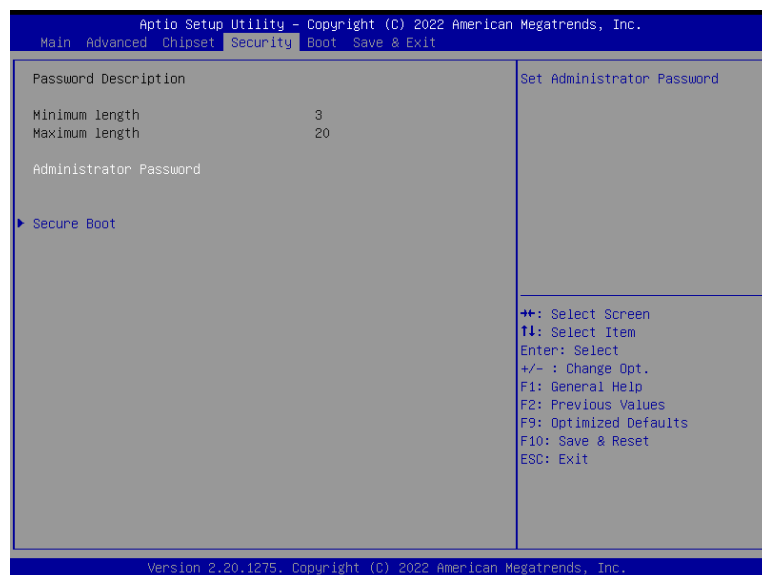 Aptio Setup Utility – Copyright (C) 2022 American Megatrends, Inc.
Main Advanced Chipset Security Boot Save & Exit
Password Description
Minimum length 3
Maximum length 20
Administrator Password
Secure Boot
Set Administrator Password
→←: Select Screen
↑↓: Select Item
Enter: Select
+/- : Change Opt.
F1: General Help
F2: Previous Values
F9: Optimized Defaults
F10: Save & Reset
ESC: Exit
Version 2.20.1275. Copyright (C) 2022 American Megatrends, Inc.